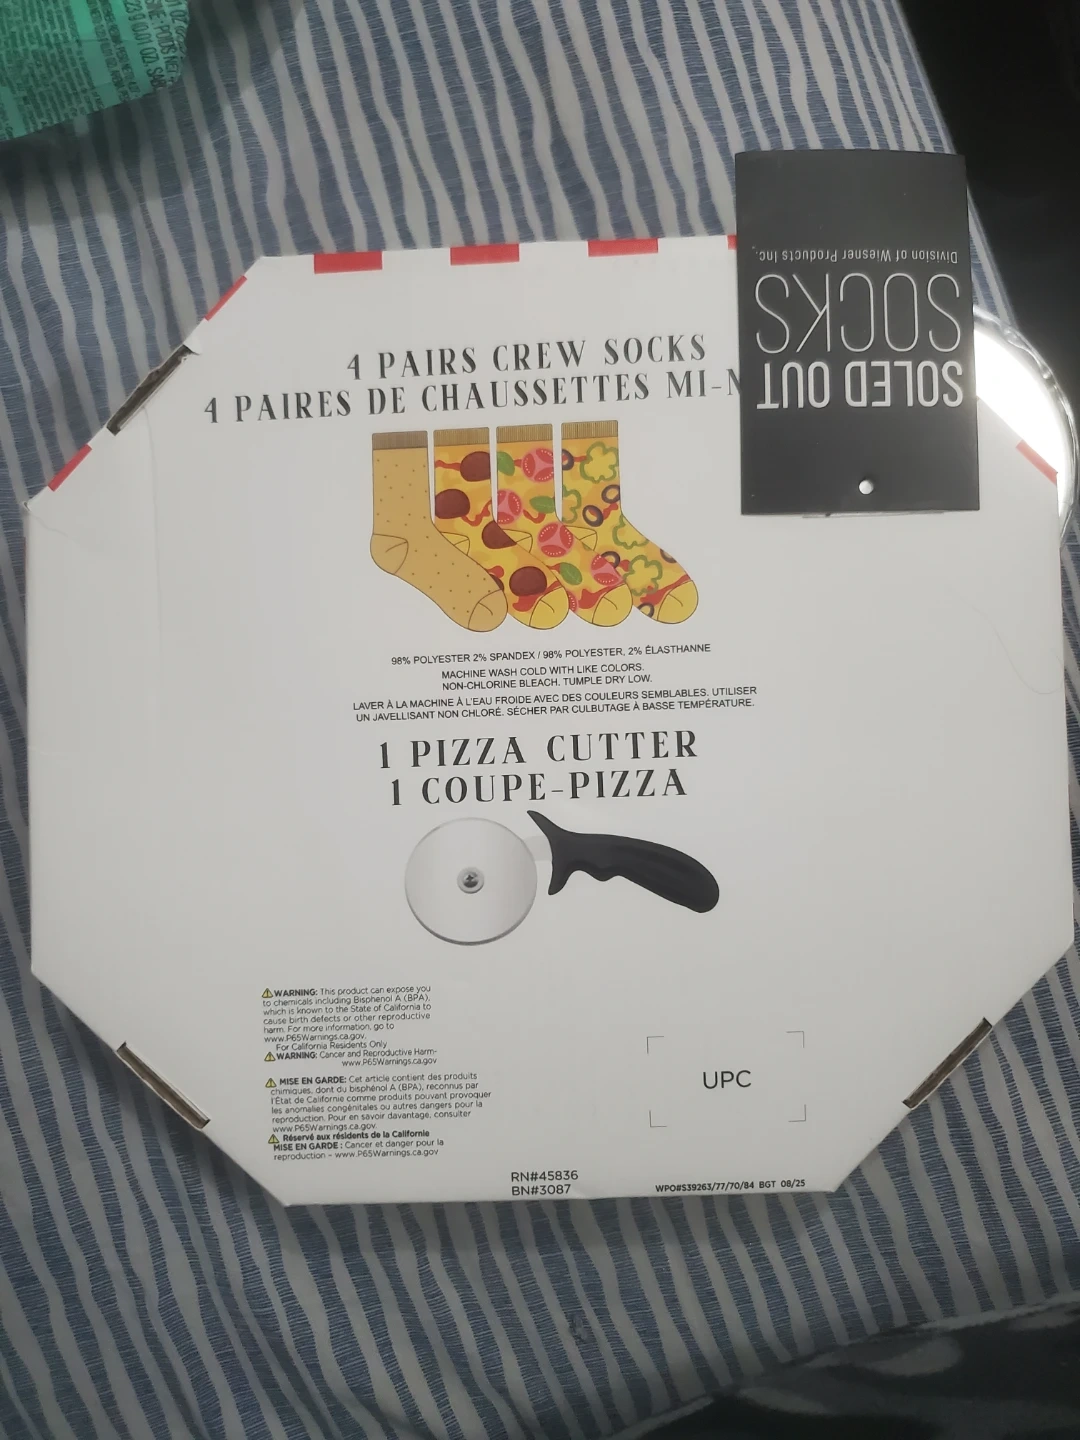 4 PAIRS CREW SOCKS
4 PAIRES DE CHAUSSETTES MI-
98% POLYESTER 2% SPANDEX / 98% POLYESTER, 2% ÉLASTHANNE
MACHINE WASH COLD WITH LIKE COLORS.
NON-CHLORINE BLEACH. TUMPLE DRY LOW.
LAVER À LA MACHINE À L'EAU FROIDE AVEC DES COULEURS SEMBLABLES. UTILISER
UN JAVELLISANT NON CHLORÉ. SÉCHER PAR CULBUTAGE À BASSE TEMPÉRATURE.
1 PIZZA CUTTER
1 COUPE-PIZZA
WARNING: This product can expose you
to chemicals including Bisphenol A (BPA),
which is known to the State of California to
cause birth defects or other reproductive
harm. For more information, go to
www.P65Warnings.ca.gov.
For California Residents Only
WARNING: Cancer and Reproductive Harm-
www.P65Warnings.ca.gov
MISE EN GARDE: Cet article contient des produits
chimiques, dont du bisphénol A (BPA), reconnus par
l'État de Californie comme produits pouvant provoquer
les anomalies congénitales ou autres dangers pour la
reproduction. Pour en savoir davantage, consulter
www.P65Warnings.ca.gov.
Réservé aux résidents de la Californie
MISE EN GARDE : Cancer et danger pour la
reproduction - www.P65Warnings.ca.gov
UPC
RN#45836
BN#3087
WPO#S39263/77/70/84 BGT 08/25
SOLED OUT
SOCKS
Division of Wiesner Products Inc.